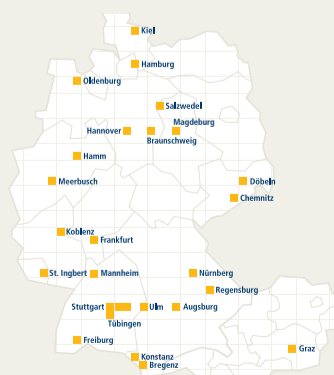 Kiel
Hamburg
Oldenburg
Salzwedel
Magdeburg
Hannover
Braunschweig
Hamm
Meerbusch
Döbeln
Chemnitz
Koblenz
Frankfurt
St. Ingbert
Mannheim
Nürnberg
Regensburg
Stuttgart
Ulm
Augsburg
Tübingen
Freiburg
Graz
Konstanz
Bregenz